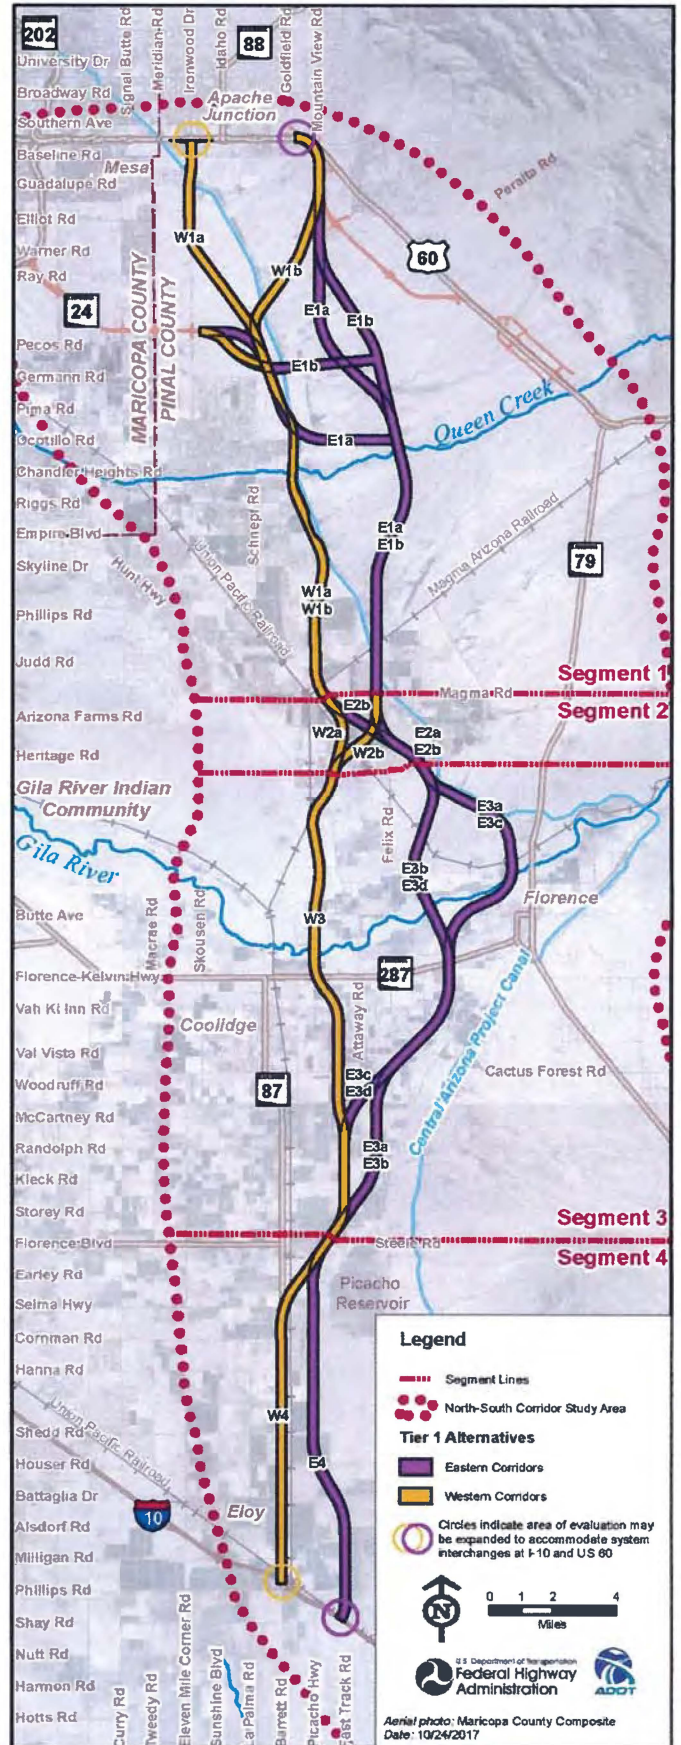 202
88
University Dr
Broadway Rd
Southern Ave
Baseline Rd
Guadalupe Rd
Elliot Rd
Warner Rd
Ray Rd
24
Pecos Rd
Germann Rd
Pima Rd
Ocotillo Rd
Chandler Heights Rd
Riggs Rd
Empire Blvd
Skyline Dr
Phillips Rd
Judd Rd
Arizona Farms Rd
Heritage Rd
Signal Butte Rd
Meridian Rd
Ironwood Dr
Idaho Rd
Goldfield Rd
Mountain View Rd
Apache
Junction
Mesa
Peralta Rd
60
MARICOPA COUNTY
PINAL COUNTY
W1a
W1b
E1a
E1b
E1b
E1a
Queen Creek
E1a
E1b
Schnepf Rd
Hunt Hwy
Union Pacific Railroad
Magma Arizona Railroad
79
W1a
W1b
Segment 1
Magma Rd
Segment 2
E2b
W2a
W2b
E2a
E2b
Gila River Indian
Community
Gila River
Felix Rd
E3a
E3c
E3b
E3d
Florence
Butte Ave
Macrae Rd
Skousen Rd
W3
Florence-Kelvin Hwy
287
Vah Ki Inn Rd
Coolidge
Attaway Rd
Central Arizona Project Canal
Val Vista Rd
Cactus Forest Rd
Woodruff Rd
87
E3c
E3d
McCartney Rd
Randolph Rd
E3a
E3b
Kleck Rd
Storey Rd
Segment 3
Florence Blvd
Steele Rd
Segment 4
Earley Rd
Selma Hwy
Picacho
Reservoir
Cornman Rd
Hanna Rd
Union Pacific Railroad
W4
Shedd Rd
Houser Rd
E4
Battaglia Dr
10
Eloy
Alsdorf Rd
Milligan Rd
Phillips Rd
Shay Rd
Nutt Rd
Harmon Rd
Hotts Rd
Curry Rd
Tweedy Rd
Eleven Mile Corner Rd
Sunshine Blvd
La Palma Rd
Barrett Rd
Picacho Hwy
Fast Track Rd
Legend
Segment Lines
North-South Corridor Study Area
Tier 1 Alternatives
Eastern Corridors
Western Corridors
Circles indicate area of evaluation may
be expanded to accommodate system
interchanges at I-10 and US 60
N
0 2 4
Miles
U.S. Department of Transportation
Federal Highway
Administration
ADOT
Aerial photo: Maricopa County Composite
Date: 10/24/2017